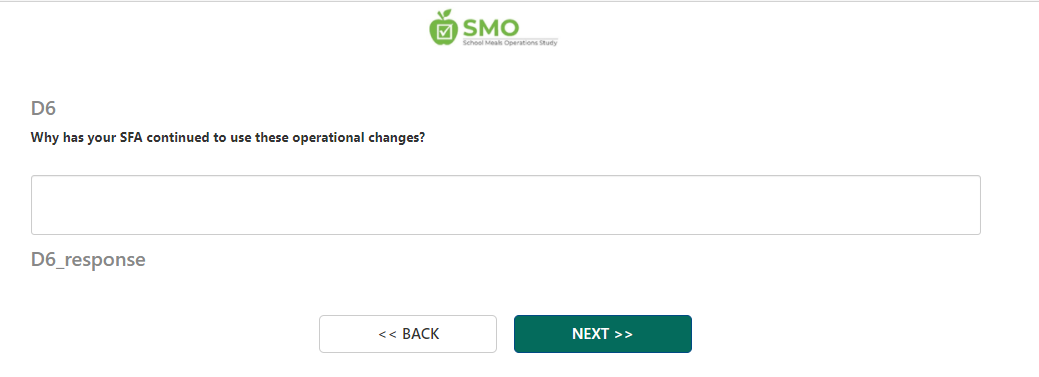 SMO
School Meals Operations Study
D6
Why has your SFA continued to use these operational changes?
D6_response
<< BACK
NEXT >>